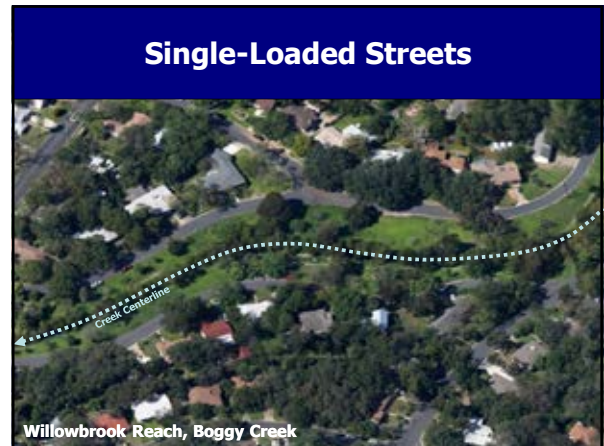 Single-Loaded Streets
Creek Centerline
Willowbrook Reach, Boggy Creek